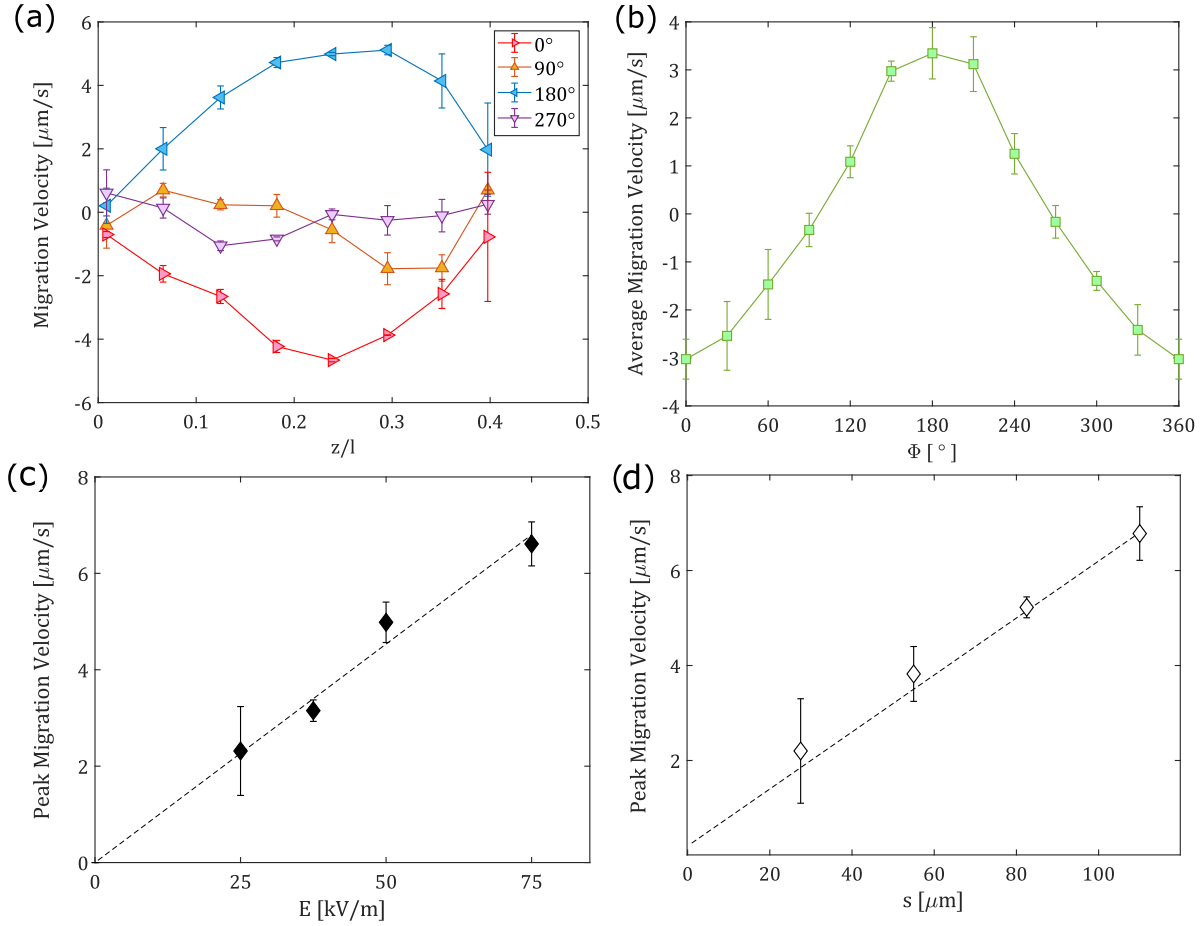 (a)
Migration Velocity [μm/s]
6
4
2
0
-2
-4
-6
0 0.1 0.2 0.3 0.4 0.5
z/l
0°
90°
180°
270°
(b)
Average Migration Velocity [μm/s]
4
3
2
1
0
-1
-2
-3
-4
0 60 120 180 240 300 360
Φ [°]
(c)
Peak Migration Velocity [μm/s]
8
6
4
2
0
0 25 50 75
E [kV/m]
(d)
Peak Migration Velocity [μm/s]
8
6
4
2
0 20 40 60 80 100
s [μm]